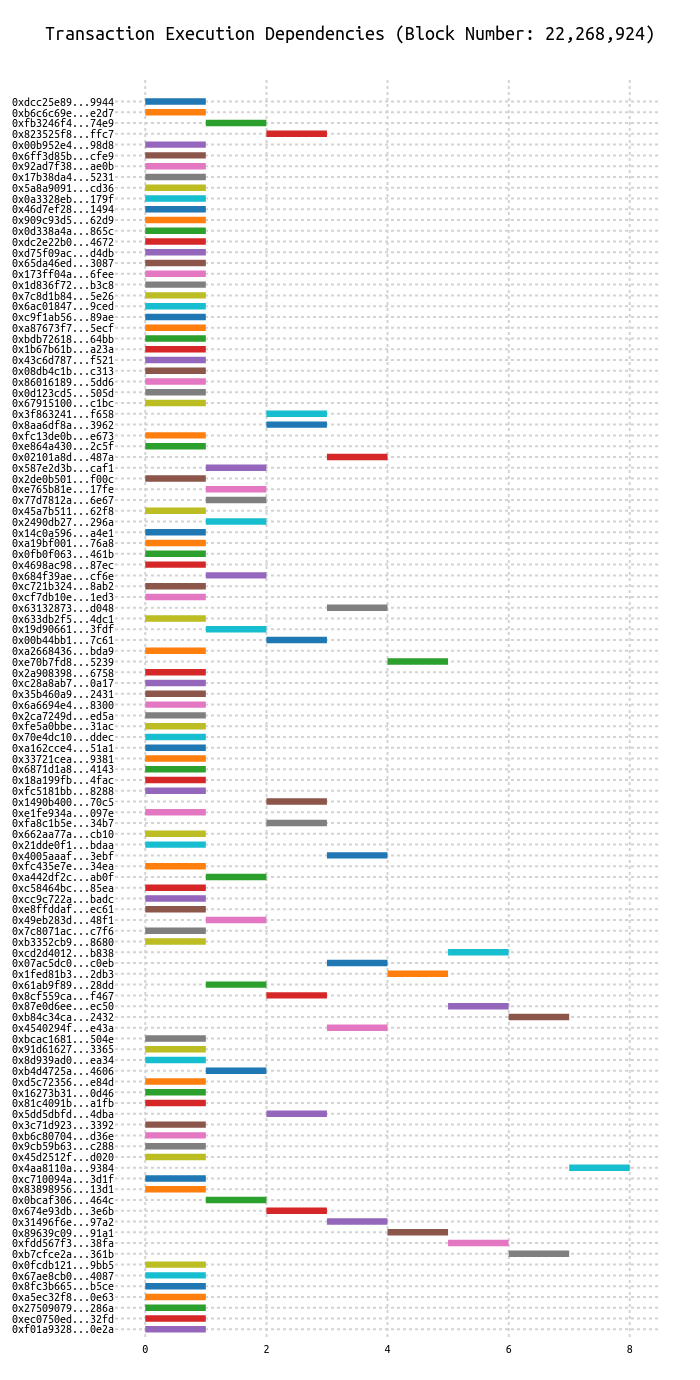 Transaction Execution Dependencies (Block Number: 22,268,924)
0xdcc25e89...9944
0xb6c6c69e...e2d7
0xfb3246f4...74e9
0x823525f8...ffc7
0x00b952e4...98d8
0x6ff3d85b...cfe9
0x92ad7f38...ae0b
0x17b38da4...5231
0x5a8a9091...cd36
0x0a3328eb...179f
0x46d7ef28...1494
0x909c93d5...62d9
0x0d338a4a...865c
0xdc2e22b0...4672
0xd75f09ac...d4db
0x65da46ed...3087
0x173ff04a...6fee
0x1d836f72...b3c8
0x7c8d1b84...5e26
0x6ac01847...9ced
0xc9f1ab56...89ae
0xa87673f7...5ecf
0xbdb72618...64bb
0x1b67b61b...a23a
0x43c6d787...f521
0x08db4c1b...c313
0x86016189...5dd6
0x0d123cd5...505d
0x67915100...c1bc
0x3f863241...f658
0x8aa6df8a...3962
0xfc13de0b...e673
0xe864a430...2c5f
0x02101a8d...487a
0x587e2d3b...caf1
0x2de0b501...f00c
0xe765b81e...17fe
0x77d7812a...6e67
0x45a7b511...62f8
0x2490db27...296a
0x14c0a596...a4e1
0xa19bf001...76a8
0x0fb0f063...461b
0x4698ac98...87ec
0x684f39ae...cf6e
0xc721b324...8ab2
0xcf7db10e...1ed3
0x63132873...d048
0x633db2f5...4dc1
0x19d90661...3fdf
0x00b44bb1...7c61
0xa2668436...bda9
0xe70b7fd8...5239
0x2a908398...6758
0xc28a8ab7...0a17
0x35b460a9...2431
0x6a6694e4...8300
0x2ca7249d...ed5a
0xfe5a0bbe...31ac
0x70e4dc10...ddec
0xa162cce4...51a1
0x33721cea...9381
0x6871d1a8...4143
0x18a199fb...4fac
0xfc5181bb...8288
0x1490b400...70c5
0xe1fe934a...097e
0xfa8c1b5e...34b7
0x662aa77a...cb10
0x21dde0f1...bdaa
0x4005aaaf...3ebf
0xfc435e7e...34ea
0xa442df2c...ab0f
0xc58464bc...85ea
0xcc9c722a...badc
0xe8ffddaf...ec61
0x49eb283d...48f1
0x7c8071ac...c7f6
0xb3352cb9...8680
0xcd2d4012...b838
0x07ac5dc0...c0eb
0x1fed81b3...2db3
0x61ab9f89...28dd
0x8cf559ca...f467
0x87e0d6ee...ec50
0xb84c34ca...2432
0x4540294f...e43a
0xbcac1681...504e
0x91d61627...3365
0x8d939ad0...ea34
0xb4d4725a...4606
0xd5c72356...e84d
0x16273b31...0d46
0x81c4091b...a1fb
0x5dd5dbfd...4dba
0x3c71d923...3392
0xb6c80704...d36e
0x9cb59b63...c288
0x45d2512f...d020
0x4aa8110a...9384
0xc710094a...3d1f
0x83898956...13d1
0x0bcaf306...464c
0x674e93db...3e6b
0x31496f6e...97a2
0x89639c09...91a1
0xfdd567f3...38fa
0xb7cfce2a...361b
0x0fcdb121...9bb5
0x67ae8cb0...4087
0x8fc3b665...b5ce
0xa5ec32f8...0e63
0x27509079...286a
0xec0750ed...32fd
0xf01a9328...0e2a
0 2 4 6 8